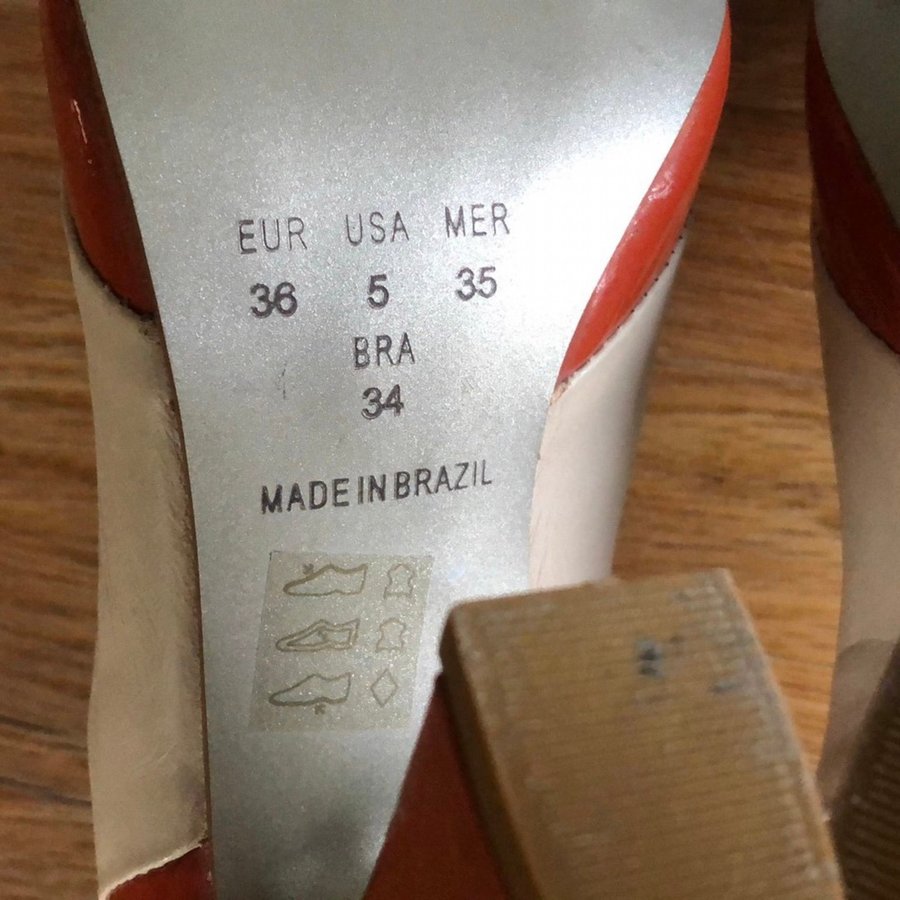 EUR USA MER
36 5 35
BRA
34
MADE IN BRAZIL